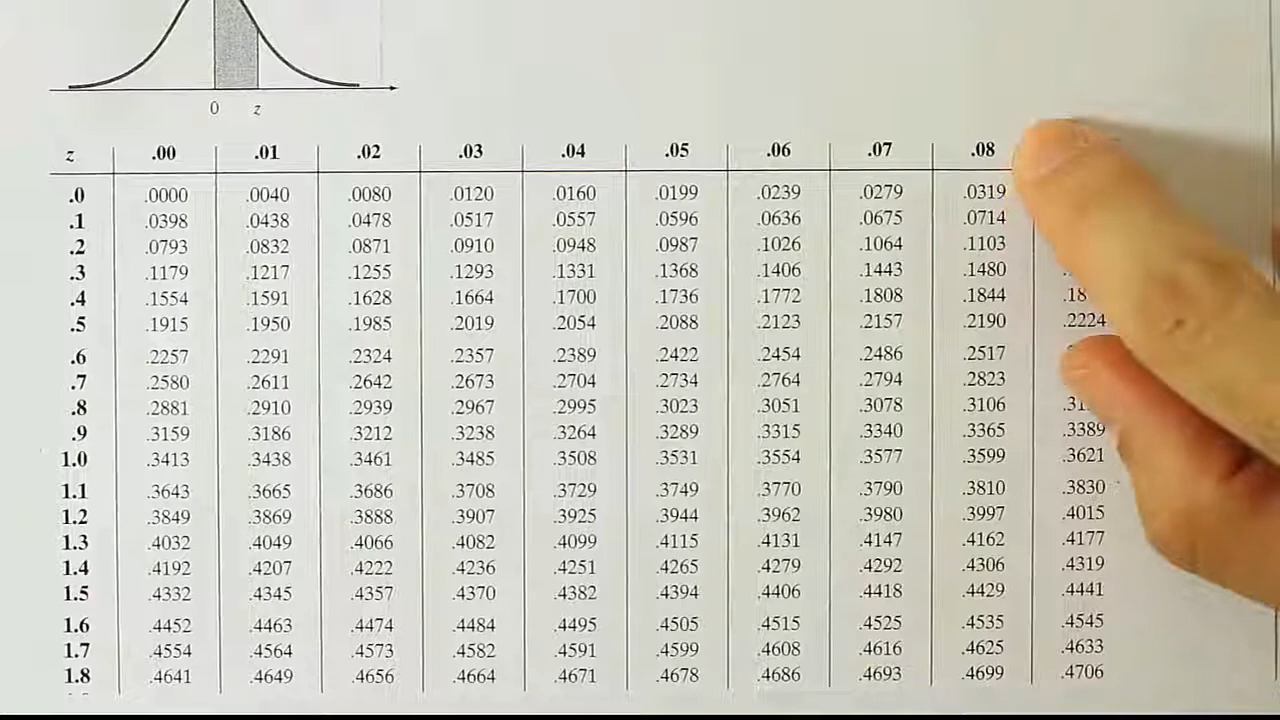 0 z
z .00 .01 .02 .03 .04 .05 .06 .07 .08
.0 .0000 .0040 .0080 .0120 .0160 .0199 .0239 .0279 .0319
.1 .0398 .0438 .0478 .0517 .0557 .0596 .0636 .0675 .0714
.2 .0793 .0832 .0871 .0910 .0948 .0987 .1026 .1064 .1103
.3 .1179 .1217 .1255 .1293 .1331 .1368 .1406 .1443 .1480
.4 .1554 .1591 .1628 .1664 .1700 .1736 .1772 .1808 .1844
.5 .1915 .1950 .1985 .2019 .2054 .2088 .2123 .2157 .2190 .2224
.6 .2257 .2291 .2324 .2357 .2389 .2422 .2454 .2486 .2517
.7 .2580 .2611 .2642 .2673 .2704 .2734 .2764 .2794 .2823
.8 .2881 .2910 .2939 .2967 .2995 .3023 .3051 .3078 .3106
.9 .3159 .3186 .3212 .3238 .3264 .3289 .3315 .3340 .3365 .3389
1.0 .3413 .3438 .3461 .3485 .3508 .3531 .3554 .3577 .3599 .3621
1.1 .3643 .3665 .3686 .3708 .3729 .3749 .3770 .3790 .3810 .3830
1.2 .3849 .3869 .3888 .3907 .3925 .3944 .3962 .3980 .3997 .4015
1.3 .4032 .4049 .4066 .4082 .4099 .4115 .4131 .4147 .4162 .4177
1.4 .4192 .4207 .4222 .4236 .4251 .4265 .4279 .4292 .4306 .4319
1.5 .4332 .4345 .4357 .4370 .4382 .4394 .4406 .4418 .4429 .4441
1.6 .4452 .4463 .4474 .4484 .4495 .4505 .4515 .4525 .4535 .4545
1.7 .4554 .4564 .4573 .4582 .4591 .4599 .4608 .4616 .4625 .4633
1.8 .4641 .4649 .4656 .4664 .4671 .4678 .4686 .4693 .4699 .4706